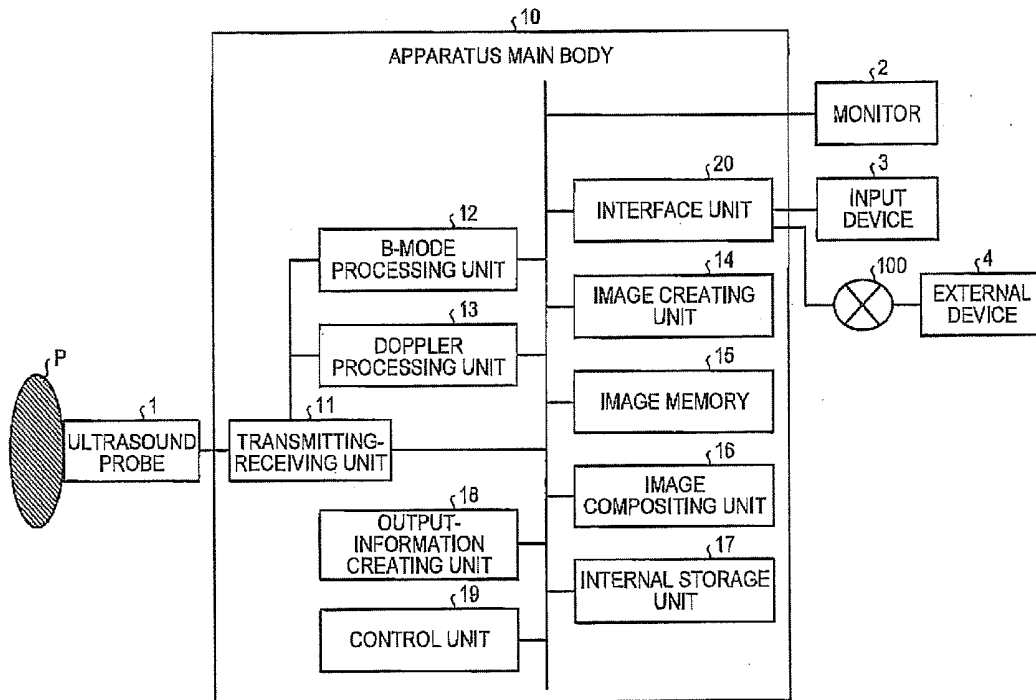 10
APPARATUS MAIN BODY
2
MONITOR
3
INPUT
DEVICE
20
INTERFACE UNIT
12
B-MODE
PROCESSING UNIT
14
IMAGE CREATING
UNIT
100
4
EXTERNAL
DEVICE
13
DOPPLER
PROCESSING UNIT
15
IMAGE MEMORY
P
1
ULTRASOUND
PROBE
11
TRANSMITTING-
RECEIVING UNIT
16
IMAGE
COMPOSITING UNIT
18
OUTPUT-
INFORMATION
CREATING UNIT
17
INTERNAL STORAGE
UNIT
19
CONTROL UNIT